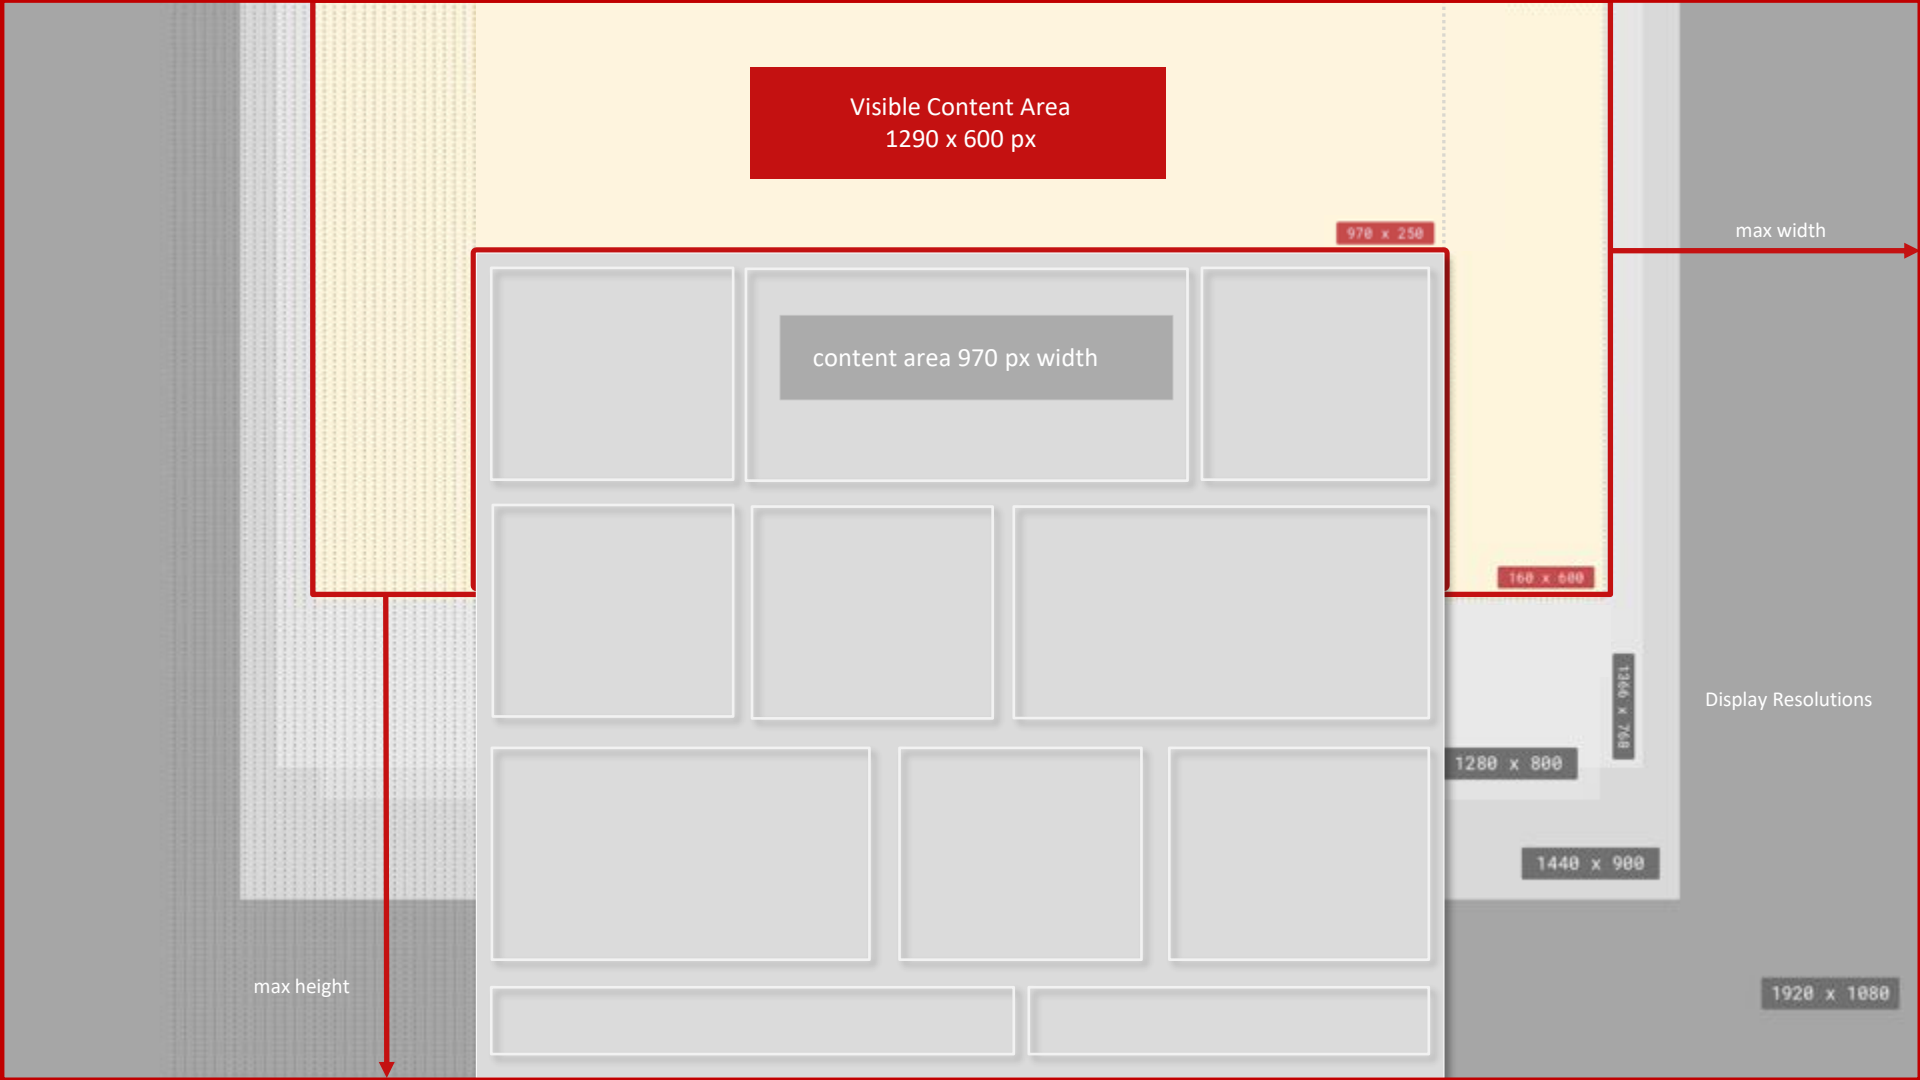 Visible Content Area
1290 x 600 px
970 x 250
max width
content area 970 px width
160 x 600
1366 x 768
Display Resolutions
1280 x 800
1440 x 900
max height
1920 x 1080